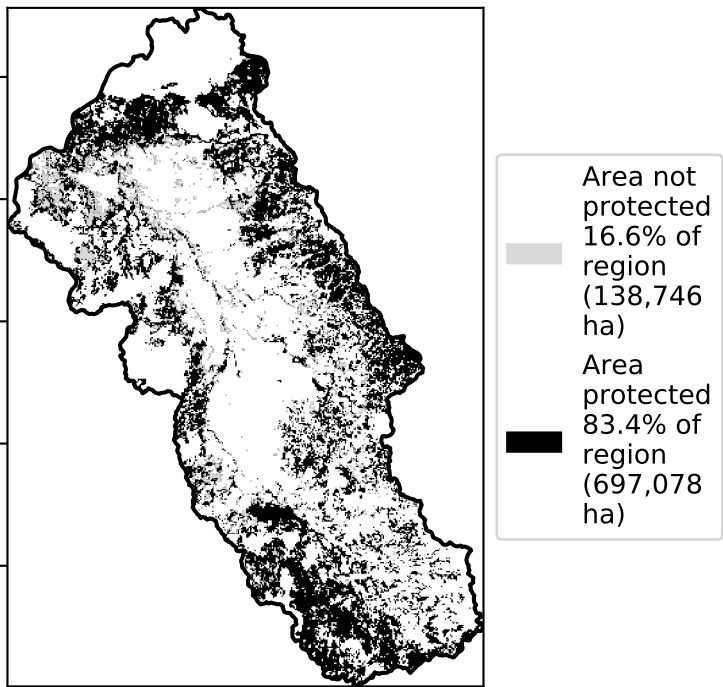 Area not
protected
16.6% of
region
(138,746
ha)
Area
protected
83.4% of
region
(697,078
ha)